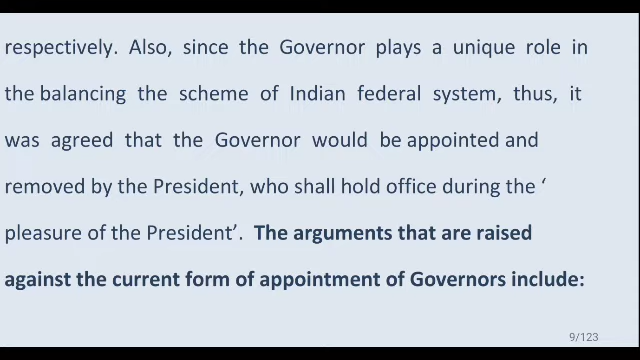 respectively. Also, since the Governor plays a unique role in
the balancing the scheme of Indian federal system, thus, it
was agreed that the Governor would be appointed and
removed by the President, who shall hold office during the ‘
pleasure of the President’. The arguments that are raised
against the current form of appointment of Governors include:
9/123